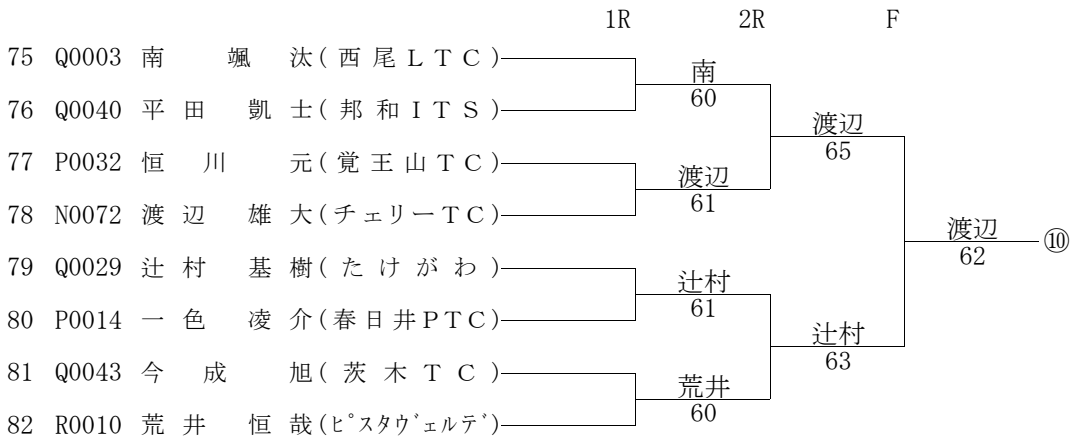 1R 2R F
75 Q0003 南 颯 汰(西尾LTC)
南
60
76 Q0040 平田 凱士(邦和ITS)
渡辺
65
77 P0032 恒川 元(覚王山TC)
渡辺
61
78 N0072 渡辺 雄大(チェリーTC)
渡辺 ⑩
62
79 Q0029 辻村 基樹(たけがわ)
辻村
61
80 P0014 一色 凌介(春日井PTC)
辻村
63
81 Q0043 今成 旭(茨木TC)
荒井
60
82 R0010 荒井 恒哉(ピスタヴェルデ)